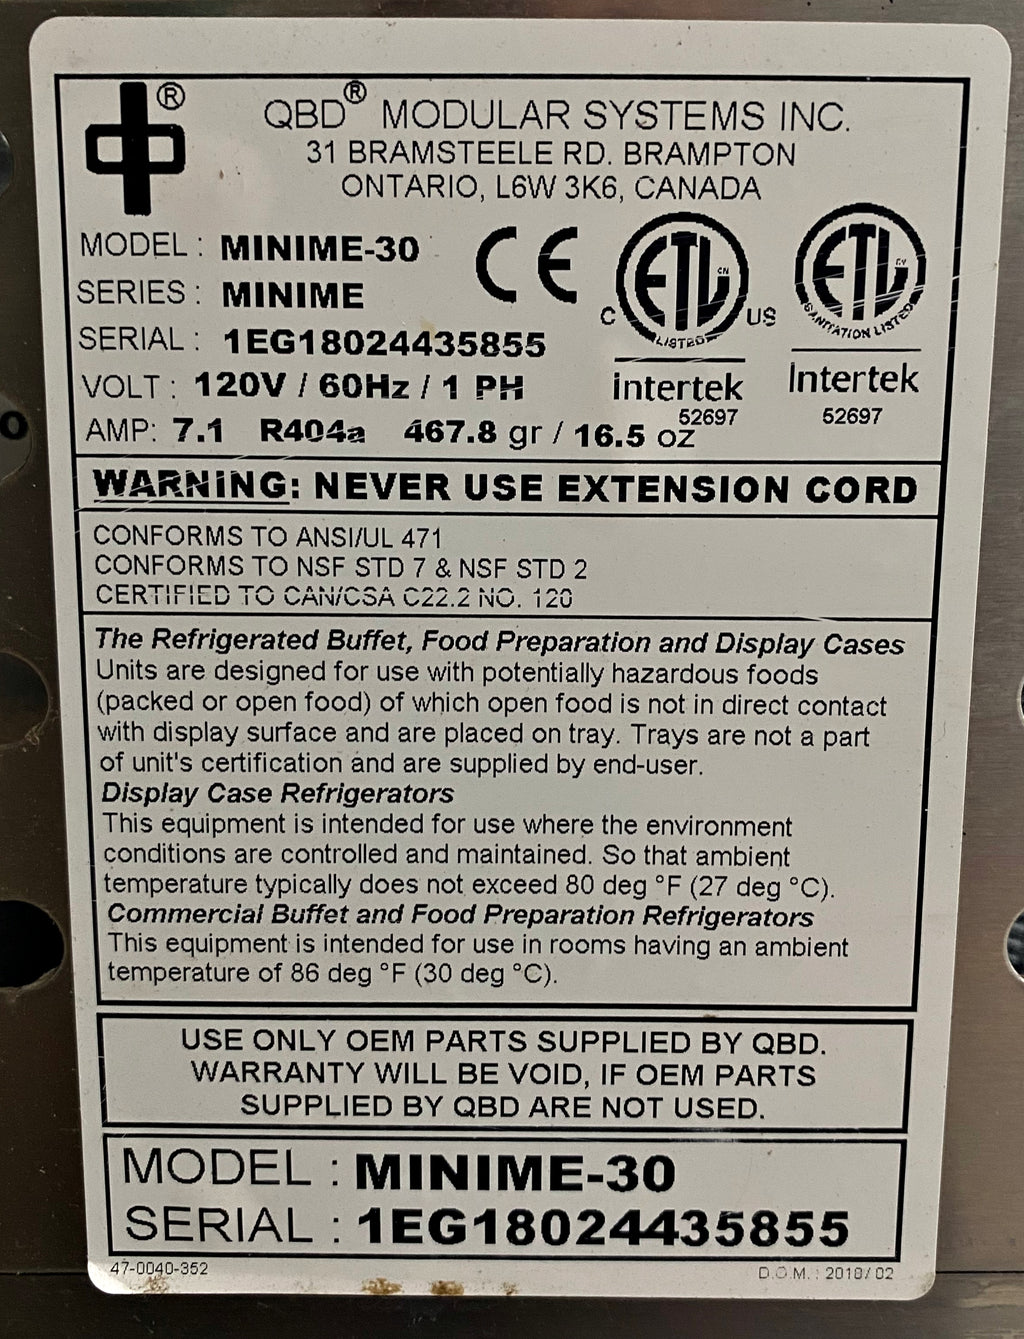 ®
QBD® MODULAR SYSTEMS INC.
31 BRAMSTEELE RD. BRAMPTON
ONTARIO, L6W 3K6, CANADA
MODEL : MINIME-30
SERIES : MINIME
SERIAL : 1EG18024435855
VOLT : 120V / 60Hz / 1 PH
AMP: 7.1 R404a 467.8 gr / 16.5 oz
CE
ETL
CM
C US
LISTED
Intertek
52697
ETL
SANITATION LISTED
Intertek
52697
WARNING: NEVER USE EXTENSION CORD
CONFORMS TO ANSI/UL 471
CONFORMS TO NSF STD 7 & NSF STD 2
CERTIFIED TO CAN/CSA C22.2 NO. 120
The Refrigerated Buffet, Food Preparation and Display Cases
Units are designed for use with potentially hazardous foods
(packed or open food) of which open food is not in direct contact
with display surface and are placed on tray. Trays are not a part
of unit's certification and are supplied by end-user.
Display Case Refrigerators
This equipment is intended for use where the environment
conditions are controlled and maintained. So that ambient
temperature typically does not exceed 80 deg °F (27 deg °C).
Commercial Buffet and Food Preparation Refrigerators
This equipment is intended for use in rooms having an ambient
temperature of 86 deg °F (30 deg °C).
USE ONLY OEM PARTS SUPPLIED BY QBD.
WARRANTY WILL BE VOID, IF OEM PARTS
SUPPLIED BY QBD ARE NOT USED.
MODEL : MINIME-30
SERIAL : 1EG18024435855
47-0040-352
D.O.M. : 2018/02